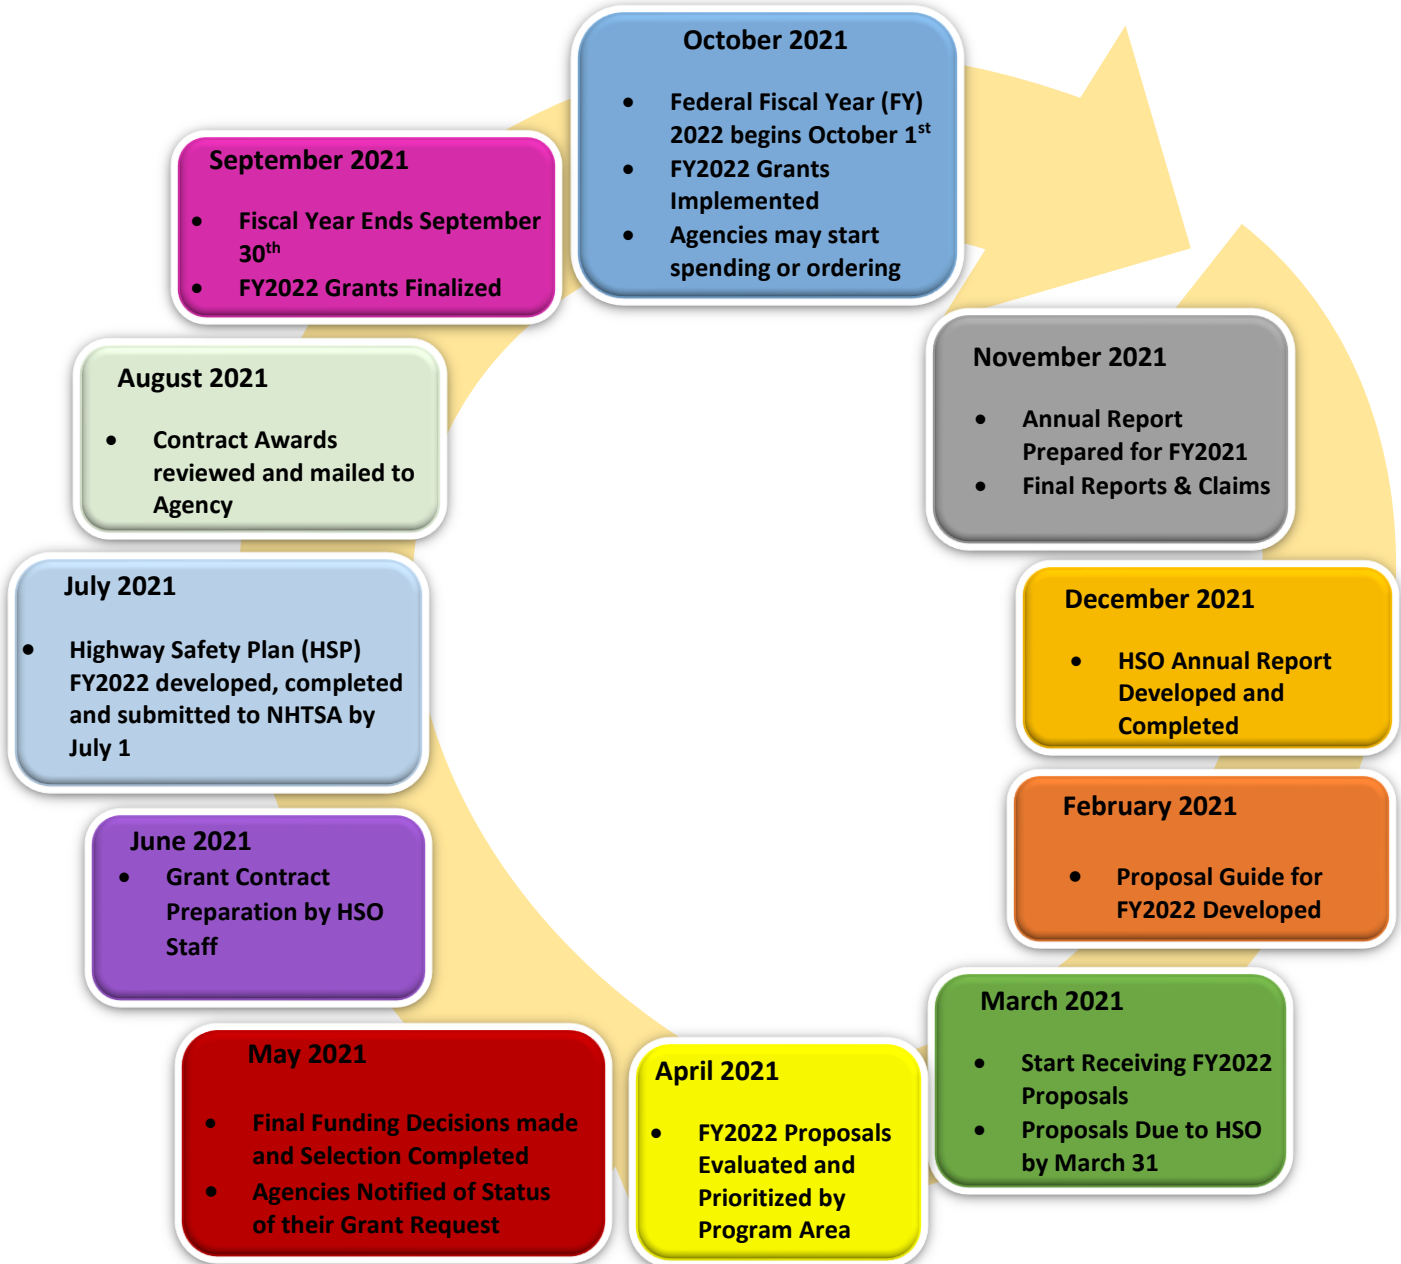 October 2021
• Federal Fiscal Year (FY)
2022 begins October 1st
• FY2022 Grants
Implemented
• Agencies may start
spending or ordering
November 2021
• Annual Report
Prepared for FY2021
• Final Reports & Claims
December 2021
• HSO Annual Report
Developed and
Completed
February 2021
• Proposal Guide for
FY2022 Developed
March 2021
• Start Receiving FY2022
Proposals
• Proposals Due to HSO
by March 31
April 2021
• FY2022 Proposals
Evaluated and
Prioritized by
Program Area
May 2021
• Final Funding Decisions made
and Selection Completed
• Agencies Notified of Status
of their Grant Request
June 2021
• Grant Contract
Preparation by HSO
Staff
July 2021
• Highway Safety Plan (HSP)
FY2022 developed, completed
and submitted to NHTSA by
July 1
August 2021
• Contract Awards
reviewed and mailed to
Agency
September 2021
• Fiscal Year Ends September
30th
• FY2022 Grants Finalized